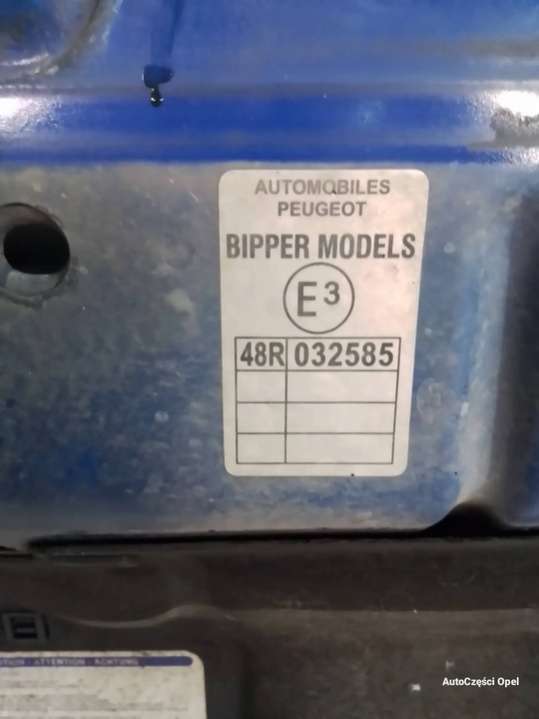 AUTOMOBILES
PEUGEOT
BIPPER MODELS
E3
48R 032585
ATTENTION - ACHTUNG
AutoCzęści Opel